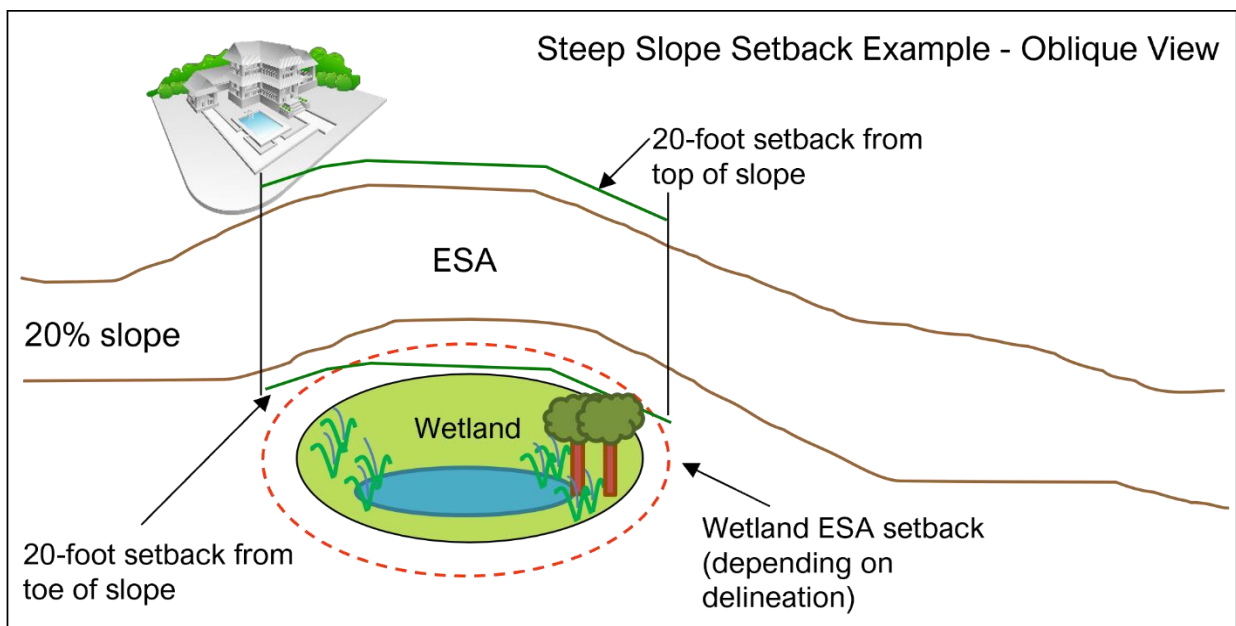 Steep Slope Setback Example - Oblique View
20-foot setback from
top of slope
ESA
20% slope
Wetland
20-foot setback from
toe of slope
Wetland ESA setback
(depending on
delineation)